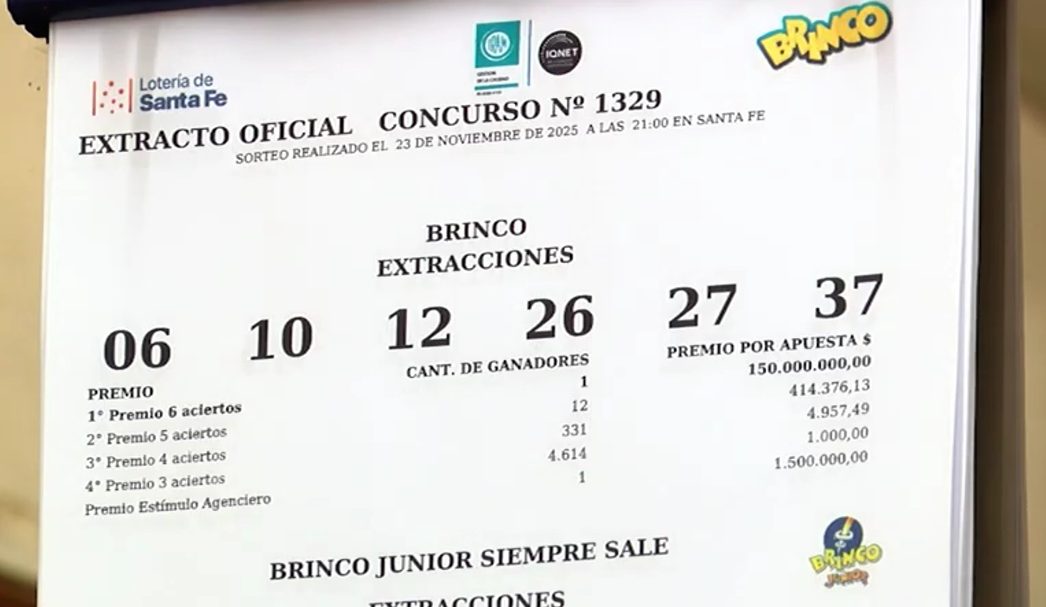 Lotería de
Santa Fe
IQNET
BRINCO
EXTRACTO OFICIAL CONCURSO Nº 1329
SORTEO REALIZADO EL 23 DE NOVIEMBRE DE 2025 A LAS 21:00 EN SANTA FE
BRINCO
EXTRACCIONES
06 10 12 26 27 37
PREMIO CANT. DE GANADORES PREMIO POR APUESTA $
1° Premio 6 aciertos 1 150.000.000,00
2° Premio 5 aciertos 12 414.376,13
3° Premio 4 aciertos 331 4.957,49
4° Premio 3 aciertos 4.614 1.000,00
Premio Estímulo Agenciero 1 1.500.000,00
BRINCO JUNIOR SIEMPRE SALE
BRINCO
JUNIOR
EXTRACCIONES